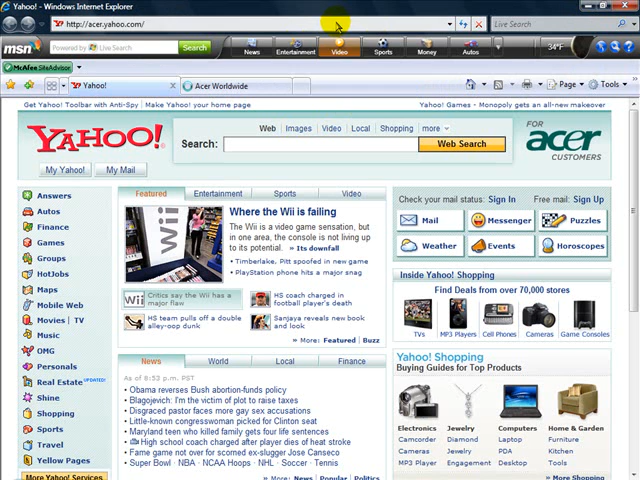 Yahoo! - Windows Internet Explorer
http://acer.yahoo.com/
Live Search
msn
Powered by Live Search
Search
News
Entertainment
Video
Sports
Money
Autos
34°F
McAfee SiteAdvisor
Yahoo!
Acer Worldwide
Page
Tools
Get Yahoo! Toolbar with Anti-Spy | Make Yahoo! your home page
Yahoo! Games - Monopoly gets an all-new makeover
YAHOO!
Web Images Video Local Shopping more
Search:
Web Search
FOR
acer
CUSTOMERS
My Yahoo!
My Mail
Answers
Autos
Finance
Games
Groups
HotJobs
Maps
Mobile Web
Movies | TV
Music
OMG
Personals
Real Estate UPDATED!
Shine
Shopping
Sports
Travel
Yellow Pages
More Yahoo! Services
Featured
Entertainment
Sports
Video
Wii
Where the Wii is failing
The Wii is a video game sensation, but
in one area, the console is not living up
to its potential. » Its downfall
• Timberlake, Pitt spoofed in new game
• PlayStation phone hits a major snag
Wii
Critics say the Wii has a
major flaw
HS coach charged in
football player's death
HS team pulls off a double
alley-oop dunk
Sanjaya reveals new book
and look
» More: Featured | Buzz
News
World
Local
Finance
As of 8:53 p.m. PST
• Obama reverses Bush abortion-funds policy
• Blagojevich: I'm the victim of plot to raise taxes
• Disgraced pastor faces more gay sex accusations
• Little-known congresswoman picked for Clinton seat
• Maryland teen who killed family gets four life sentences
• High school coach charged after player dies of heat stroke
• Fame game not over for scorned ex-slugger Jose Canseco
• Super Bowl · NBA · NCAA Hoops · NHL · Soccer · Tennis
» More: News | Popular | Politics
Check your mail status: Sign In
Free mail: Sign Up
Mail
Messenger
Puzzles
Weather
Events
Horoscopes
Inside Yahoo! Shopping
Find Deals from over 70,000 stores
TVs
MP3 Players
Cell Phones
Cameras
Game Consoles
Yahoo! Shopping
Buying Guides for Top Products
Electronics
Jewelry
Computers
Home & Garden
Camcorder
Diamond
Laptop
Furniture
Cameras
Jewelry
PDA
Kitchen
MP3 Player
Engagement
Desktop
Tools
» More Shopping